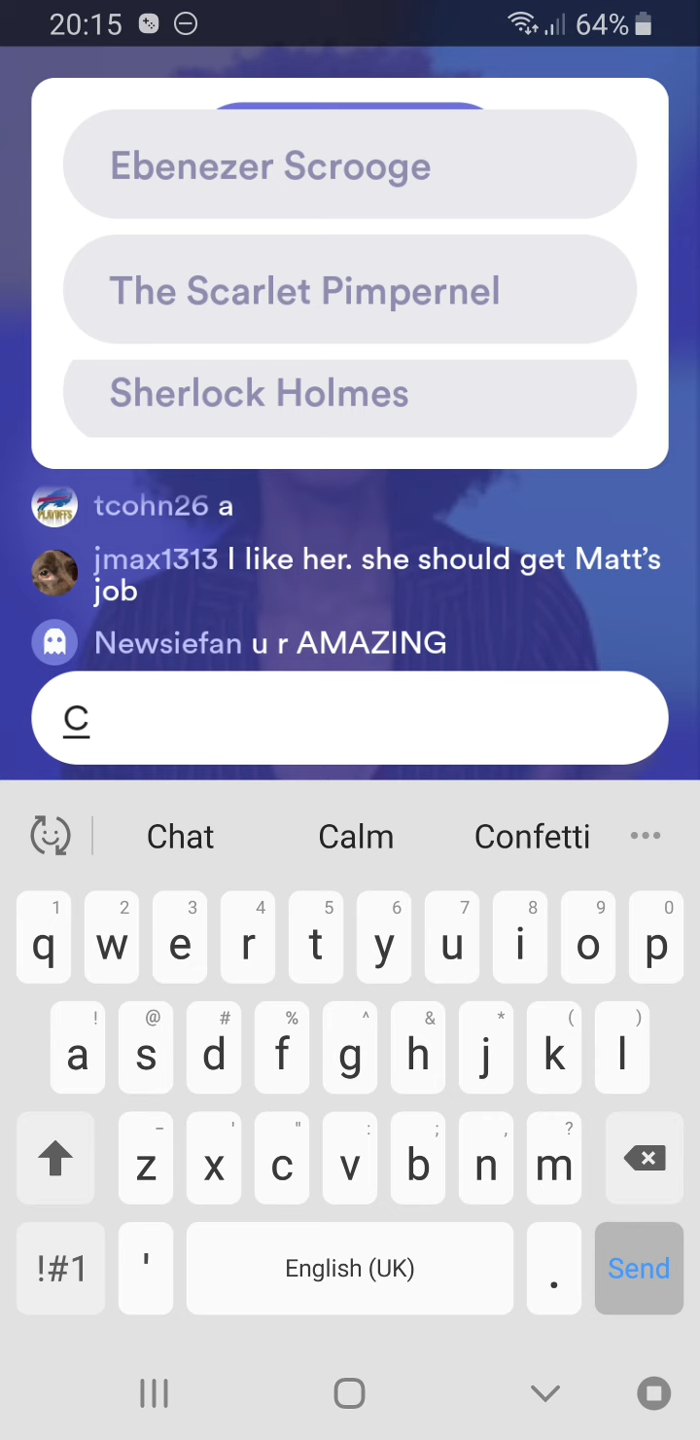 20:15 64%
Ebenezer Scrooge
The Scarlet Pimpernel
Sherlock Holmes
tcohn26 a
jmax1313 I like her. she should get Matt's
job
Newsiefan u r AMAZING
C
Chat Calm Confetti
1 2 3 4 5 6 7 8 9 0
q w e r t y u i o p
! @ # % ^ & * ( )
a s d f g h j k l
- ' " : ; , ?
z x c v b n m
!#1 ' English (UK) . Send